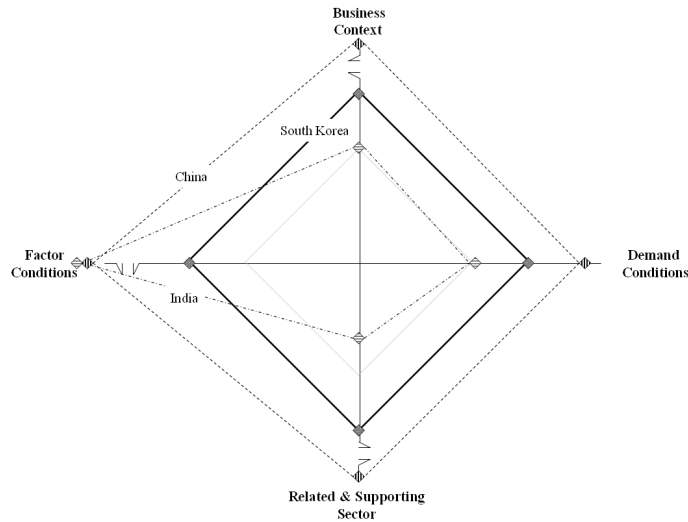 Business
Context
South Korea
China
Factor
Conditions
Demand
Conditions
India
Related & Supporting
Sector